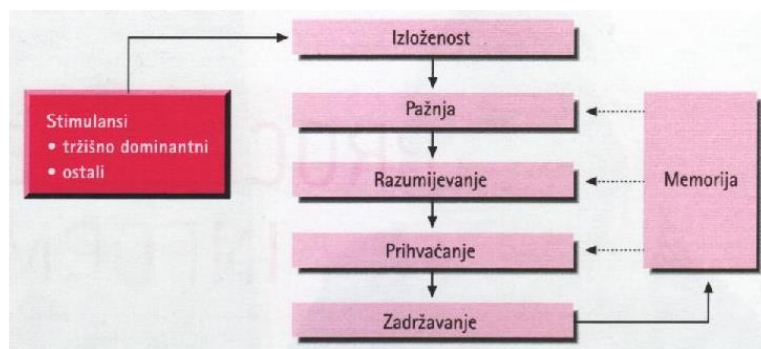 Izloženost
Stimulansi
• tržišno dominantni
• ostali
Pažnja
Razumijevanje
Prihvaćanje
Zadržavanje
Memorija